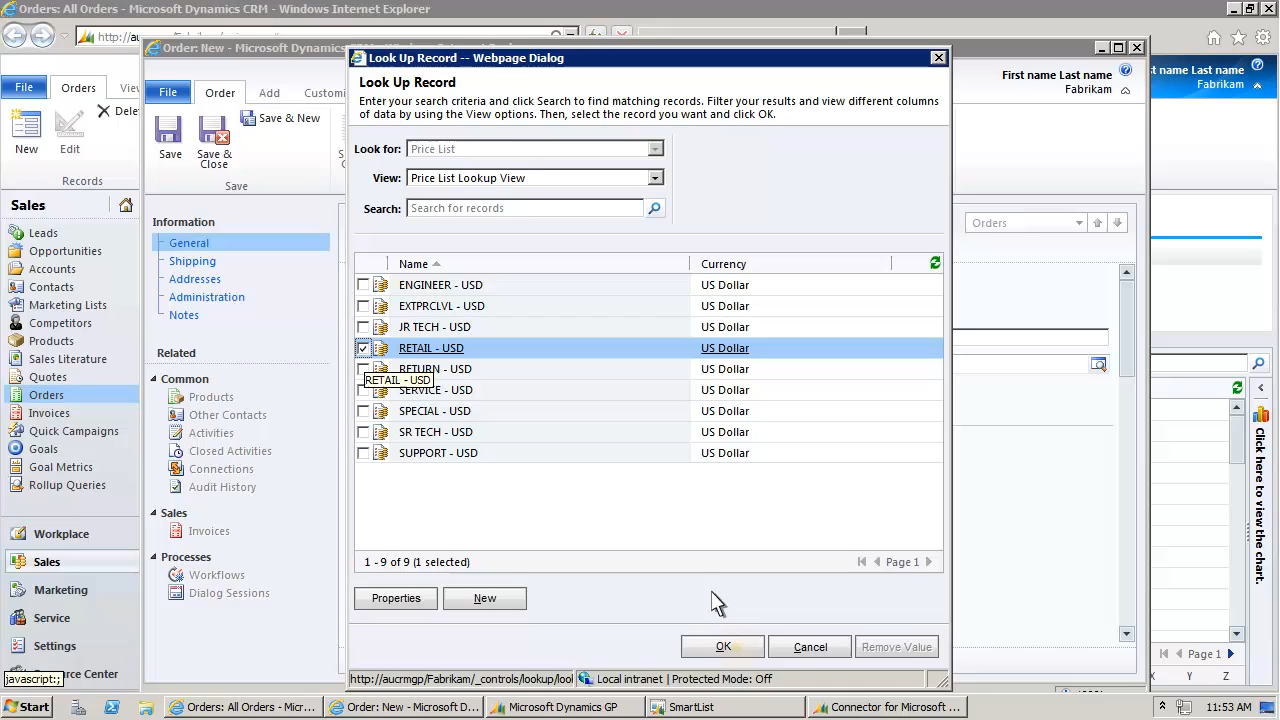 Orders: All Orders - Microsoft Dynamics CRM - Windows Internet Explorer
http://auc
Order: New - Microsoft Dynamics
Look Up Record -- Webpage Dialog
Look Up Record
Enter your search criteria and click Search to find matching records. Filter your results and view different columns
of data by using the View options. Then, select the record you want and click OK.
Look for: Price List
View: Price List Lookup View
Search: Search for records
Name Currency
ENGINEER - USD US Dollar
EXTPRCLVL - USD US Dollar
JR TECH - USD US Dollar
RETAIL - USD US Dollar
RETURN - USD US Dollar
RETAIL - USD
SERVICE - USD US Dollar
SPECIAL - USD US Dollar
SR TECH - USD US Dollar
SUPPORT - USD US Dollar
1 - 9 of 9 (1 selected) Page 1
Properties New
OK Cancel Remove Value
http://aucrmgp/Fabrikam/_controls/lookup/loo Local intranet | Protected Mode: Off
File Orders Vie
New Edit Dele
Records
File Order Add Customi
Save Save & Close Save & New
Save
First name Last name
Fabrikam
Last name
Fabrikam
Sales
Leads
Opportunities
Accounts
Contacts
Marketing Lists
Competitors
Products
Sales Literature
Quotes
Orders
Invoices
Quick Campaigns
Goals
Goal Metrics
Rollup Queries
Workplace
Sales
Marketing
Service
Settings
rce Center
javascript:;
Information
General
Shipping
Addresses
Administration
Notes
Related
Common
Products
Other Contacts
Activities
Closed Activities
Connections
Audit History
Sales
Invoices
Processes
Workflows
Dialog Sessions
Orders
Click here to view the chart.
Page 1
X Y Z
Start Orders: All Orders - Micr... Order: New - Microsoft D... Microsoft Dynamics GP SmartList Connector for Microsoft ... 11:53 AM